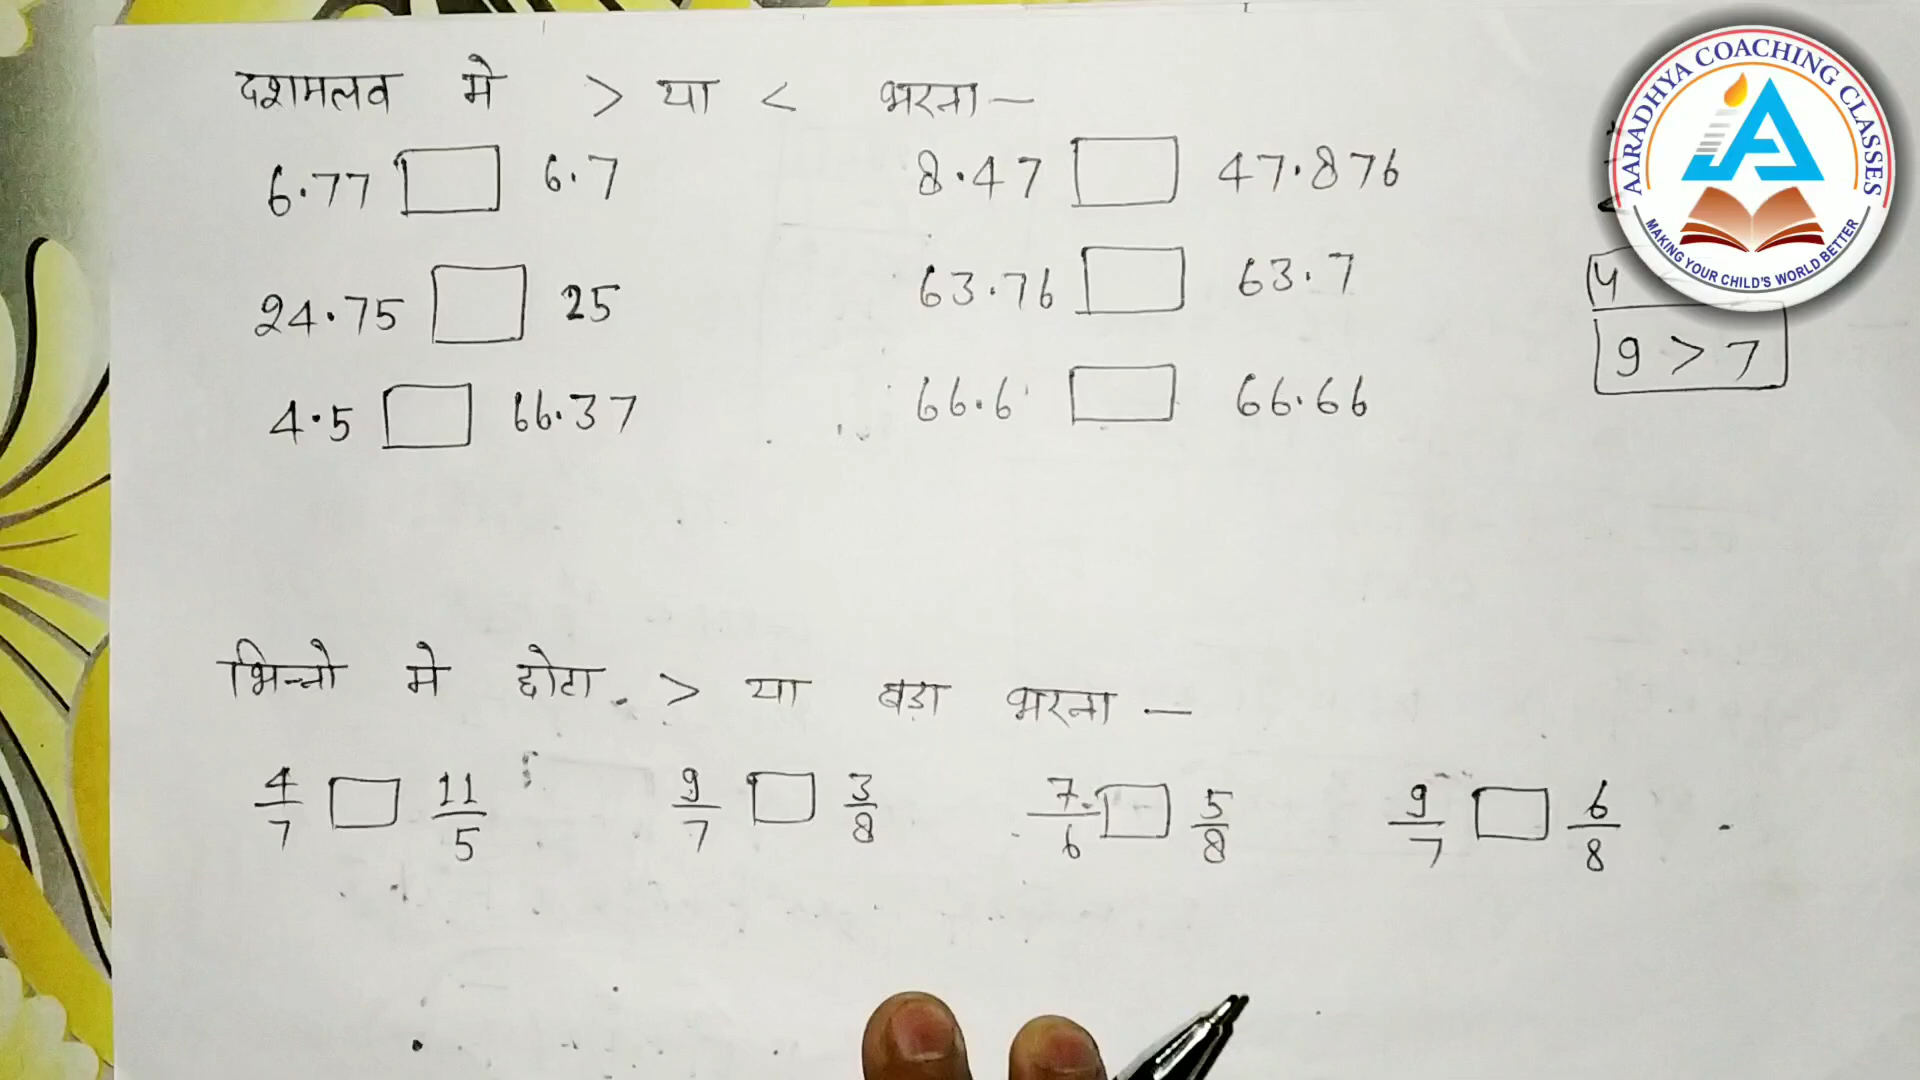 दशमलव मे > या < भरना —
6.77 □ 6.7
8.47 □ 47.876
24.75 □ 25
63.76 □ 63.7
4.5 □ 66.37
66.6 □ 66.66
9 > 7
भिन्नो मे छोटा > या बड़ा भरना —
4/7 □ 11/5 9/7 □ 3/8 7/6 □ 5/8 9/7 □ 6/8
AARADHYA COACHING CLASSES
MAKING YOUR CHILD'S WORLD BETTER